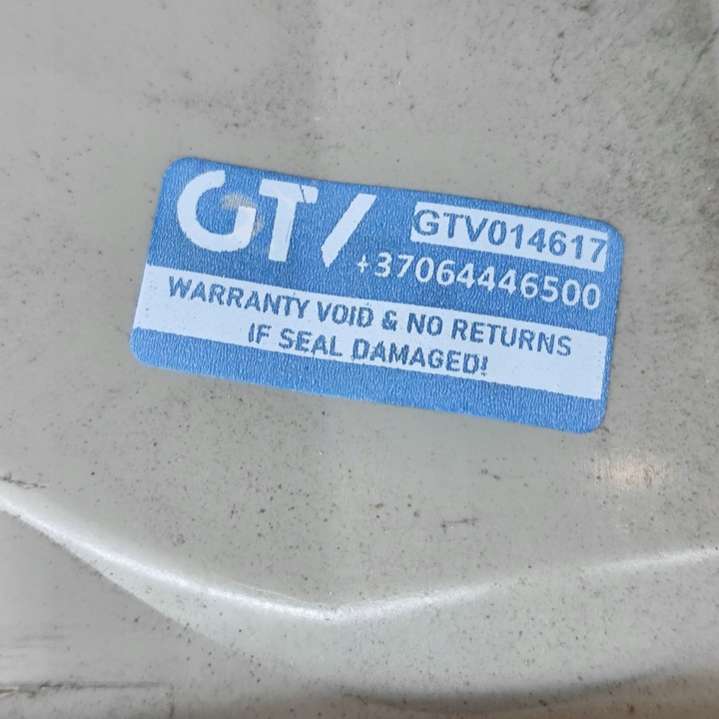 GTV
GTV014617
+37064446500
WARRANTY VOID & NO RETURNS
IF SEAL DAMAGED!